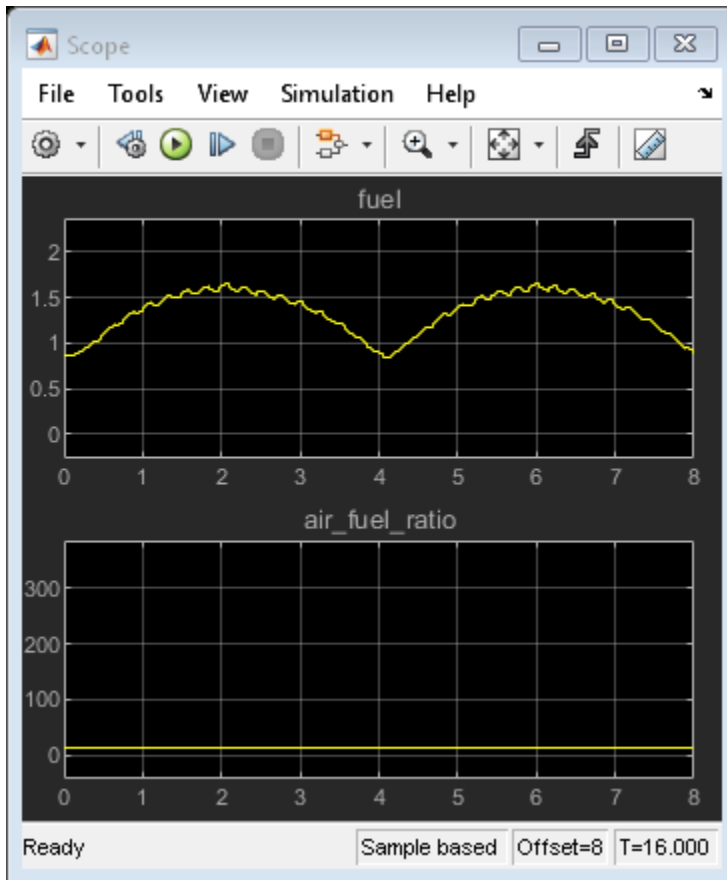 Scope
File Tools View Simulation Help
fuel
2
1.5
1
0.5
0
0 1 2 3 4 5 6 7 8
air_fuel_ratio
300
200
100
0
0 1 2 3 4 5 6 7 8
Ready Sample based Offset=8 T=16.000